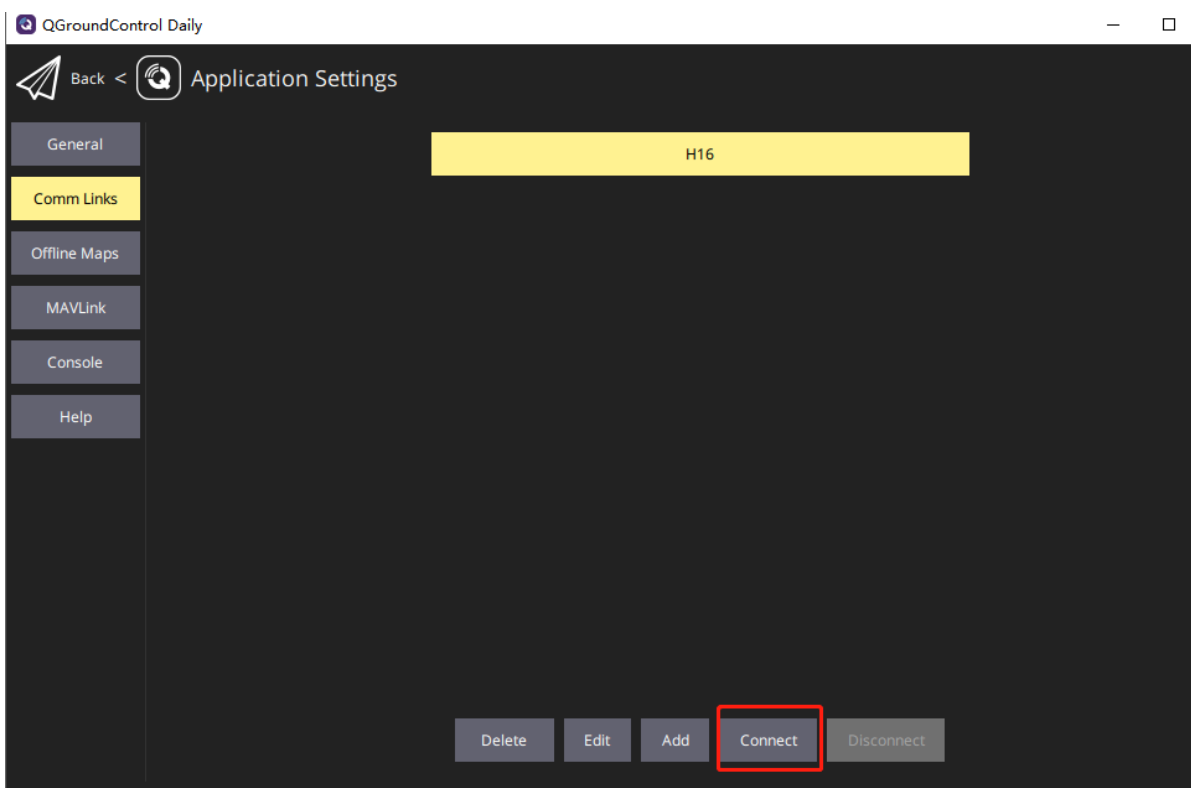 QGroundControl Daily
Back < Application Settings
General
Comm Links
Offline Maps
MAVLink
Console
Help
H16
Delete Edit Add Connect Disconnect